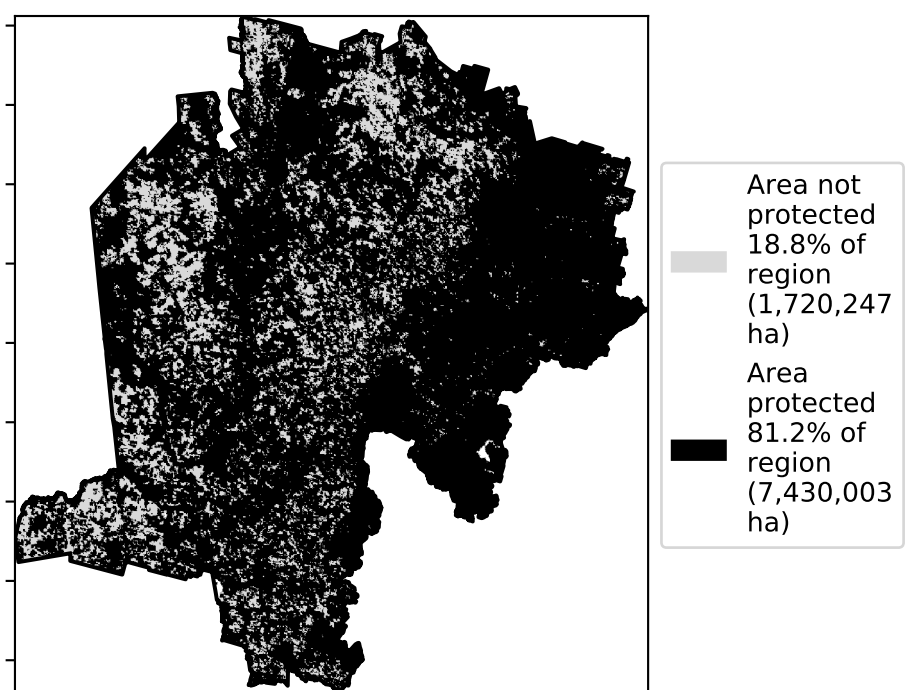 Area not
protected
18.8% of
region
(1,720,247
ha)
Area
protected
81.2% of
region
(7,430,003
ha)